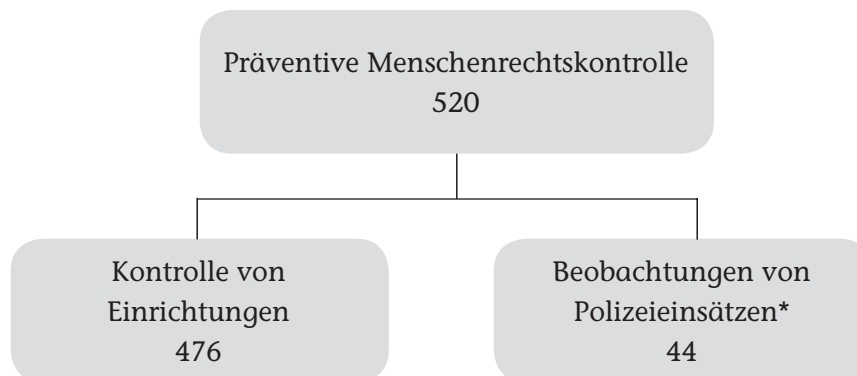 Präventive Menschenrechtskontrolle
520
Kontrolle von
Einrichtungen
476
Beobachtungen von
Polizeieinsätzen*
44